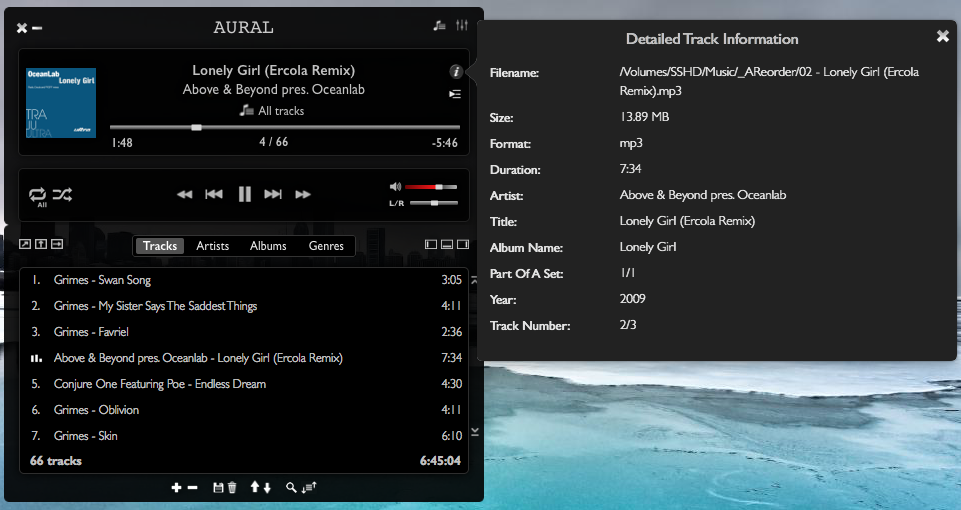 AURAL
OceanLab
Lonely Girl
TRA
JU
ULTRA
Lonely Girl (Ercola Remix)
Above & Beyond pres. Oceanlab
All tracks
1:48
4 / 66
-5:46
All
L/R
Tracks
Artists
Albums
Genres
1. Grimes - Swan Song 3:05
2. Grimes - My Sister Says The Saddest Things 4:11
3. Grimes - Favriel 2:36
Above & Beyond pres. Oceanlab - Lonely Girl (Ercola Remix) 7:34
5. Conjure One Featuring Poe - Endless Dream 4:30
6. Grimes - Oblivion 4:11
7. Grimes - Skin 6:10
66 tracks 6:45:04
Detailed Track Information
Filename: /Volumes/SSHD/Music/_AReorder/02 - Lonely Girl (Ercola
Remix).mp3
Size: 13.89 MB
Format: mp3
Duration: 7:34
Artist: Above & Beyond pres. Oceanlab
Title: Lonely Girl (Ercola Remix)
Album Name: Lonely Girl
Part Of A Set: 1/1
Year: 2009
Track Number: 2/3